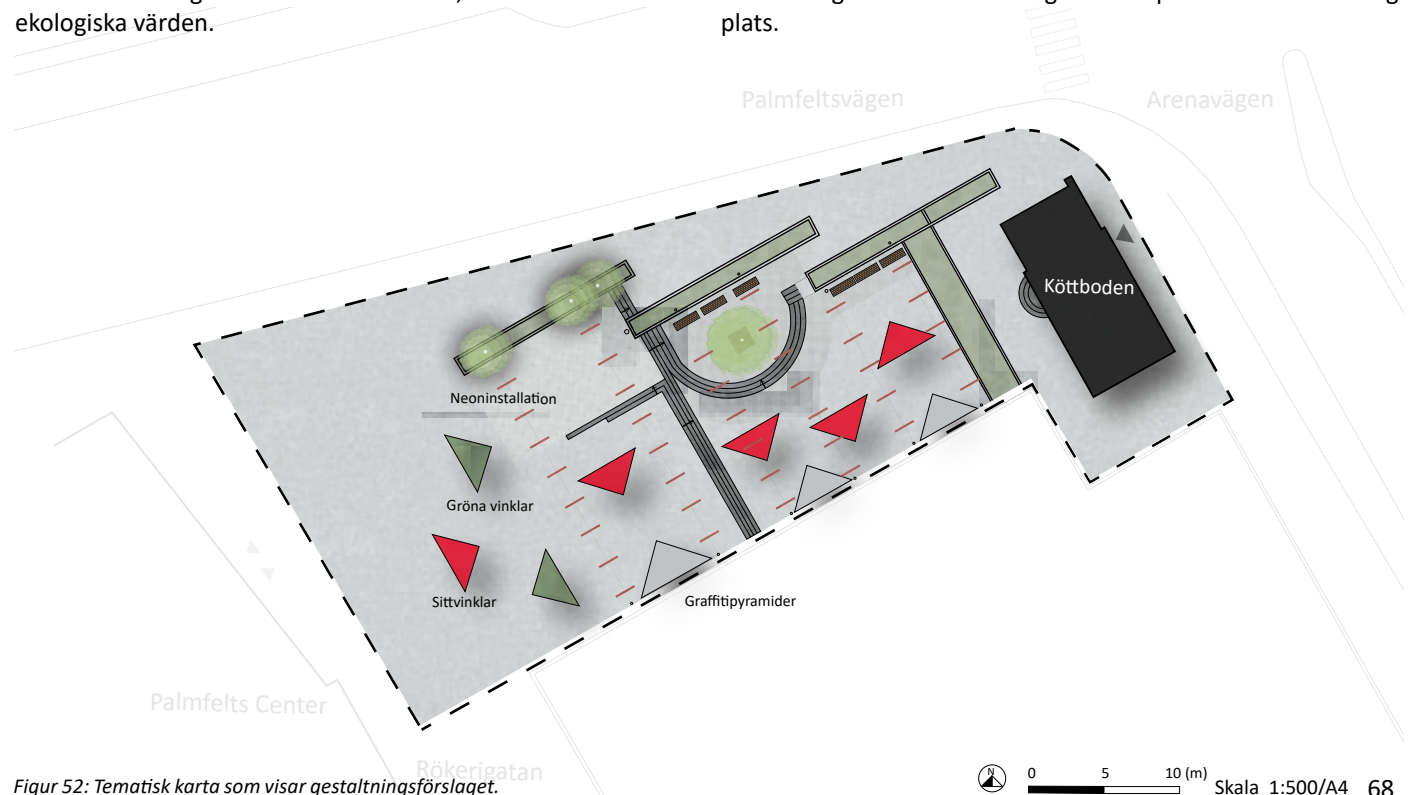 ekologiska värden.
plats.
Palmfeltsvägen
Arenavägen
Köttboden
Neoninstallation
Gröna vinklar
Sittvinklar
Graffitipyramider
Palmfelts Center
Rökerigatan
Figur 52: Tematisk karta som visar gestaltningsförslaget.
N
0 5 10 (m)
Skala 1:500/A4 68